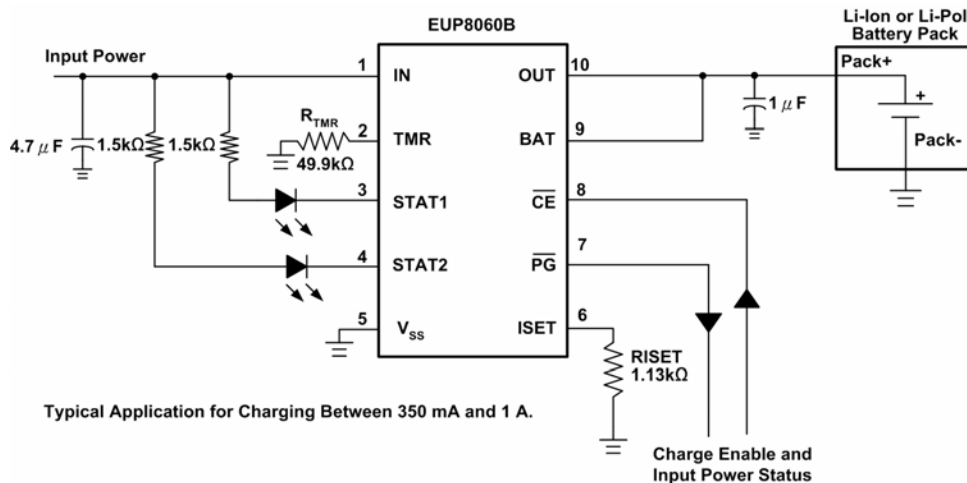 EUP8060B
Li-Ion or Li-Pol
Battery Pack
Input Power
Pack+
1
IN
OUT
10
+
4.7 μF
1.5kΩ
1.5kΩ
R_TMR
2
TMR
49.9kΩ
BAT
9
1 μF
Pack-
3
STAT1
CE
8
4
STAT2
PG
7
5
V_SS
ISET
6
RISET
1.13kΩ
Typical Application for Charging Between 350 mA and 1 A.
Charge Enable and
Input Power Status